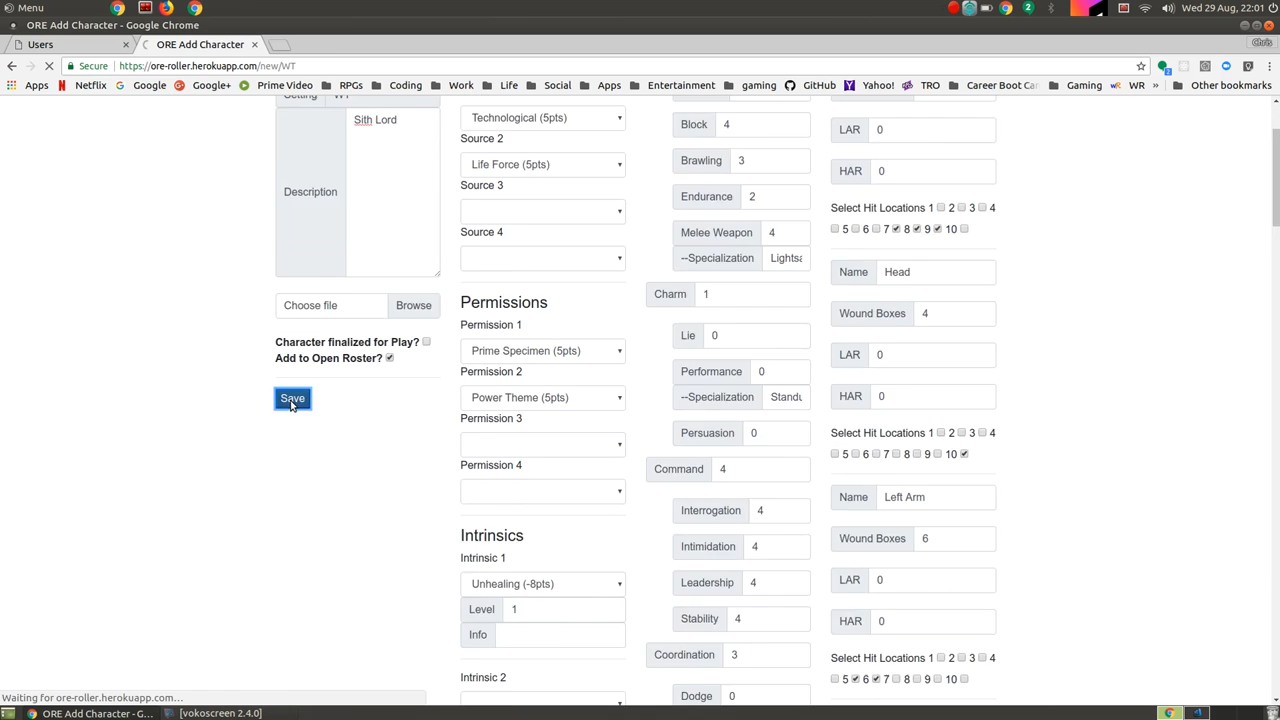 Menu
Wed 29 Aug, 22:01
ORE Add Character - Google Chrome
Users
ORE Add Character
Chris
Secure
https://ore-roller.herokuapp.com/new/WT
Apps
Netflix
Google
Google+
Prime Video
RPGs
Coding
Work
Life
Social
Apps
Entertainment
gaming
GitHub
Yahoo!
TRO
Career Boot Ca
Gaming
WR
»
Other bookmarks
Description
Sith Lord
Choose file
Browse
Character finalized for Play?
Add to Open Roster?
Save
Technological (5pts)
Source 2
Life Force (5pts)
Source 3
Source 4
Permissions
Permission 1
Prime Specimen (5pts)
Permission 2
Power Theme (5pts)
Permission 3
Permission 4
Intrinsics
Intrinsic 1
Unhealing (-8pts)
Level 1
Info
Intrinsic 2
Block 4
Brawling 3
Endurance 2
Melee Weapon 4
--Specialization Lightsa
Charm 1
Lie 0
Performance 0
--Specialization Standu
Persuasion 0
Command 4
Interrogation 4
Intimidation 4
Leadership 4
Stability 4
Coordination 3
Dodge 0
LAR 0
HAR 0
Select Hit Locations 1 2 3 4
5 6 7 8 9 10
Name Head
Wound Boxes 4
LAR 0
HAR 0
Select Hit Locations 1 2 3 4
5 6 7 8 9 10
Name Left Arm
Wound Boxes 6
LAR 0
HAR 0
Select Hit Locations 1 2 3 4
5 6 7 8 9 10
Waiting for ore-roller.herokuapp.com...
ORE Add Character - Go...
[vokoscreen 2.4.0]